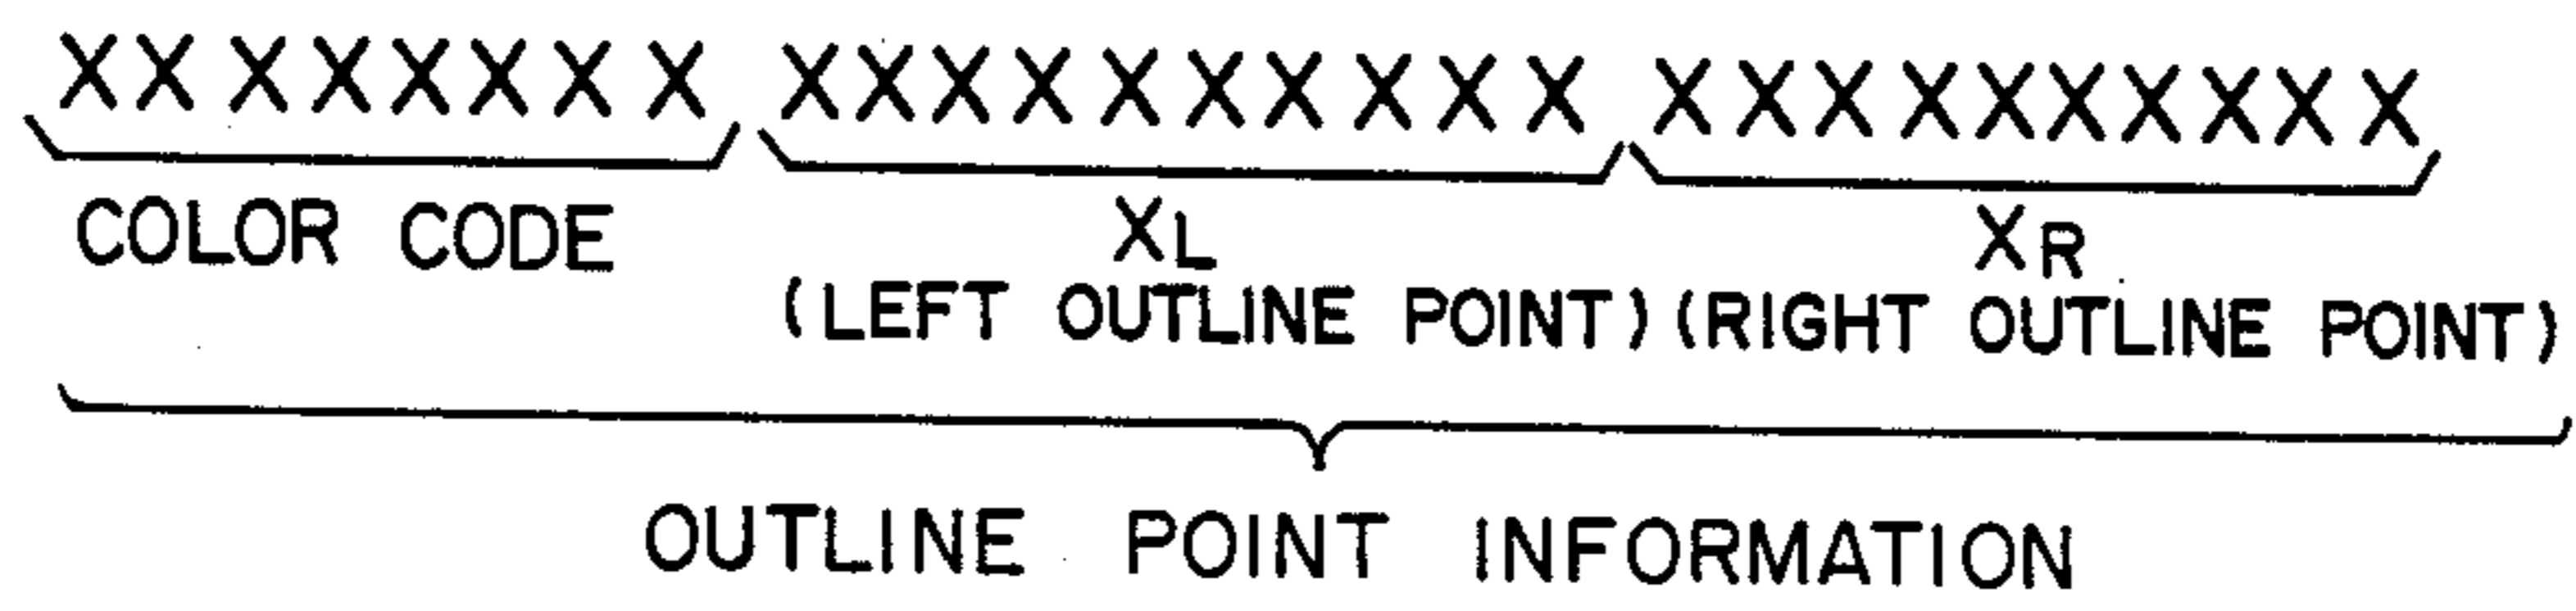 XXXXXXXX XXXXXXXXXX XXXXXXXXXX
COLOR CODE XL XR
(LEFT OUTLINE POINT) (RIGHT OUTLINE POINT)
OUTLINE POINT INFORMATION